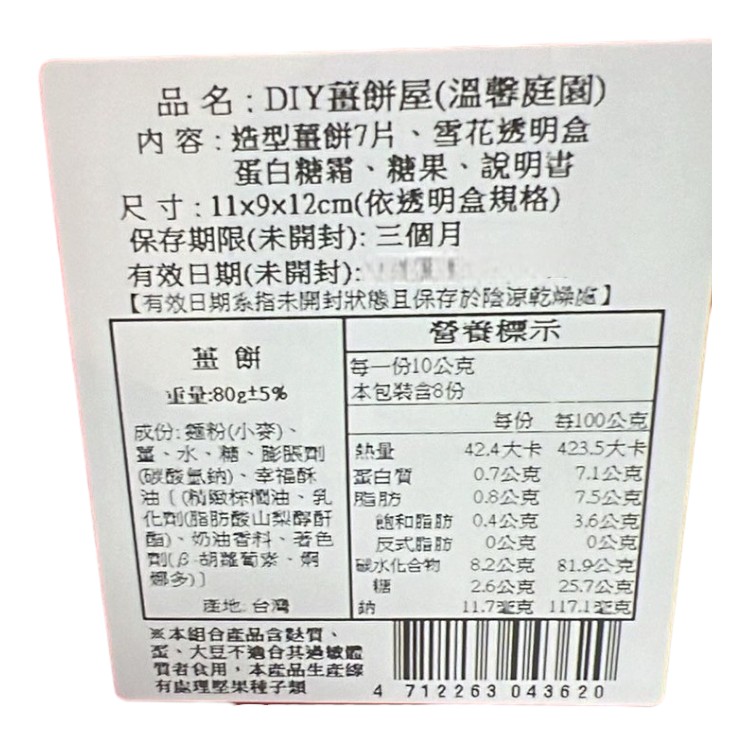 品名：DIY薑餅屋(溫馨庭園)
內容：造型薑餅7片、雪花透明盒
蛋白糖霜、糖果、說明書
尺寸：11x9x12cm(依透明盒規格)
保存期限(未開封)：三個月
有效日期(未開封)：
【有效日期系指未開封狀態且保存於陰涼乾燥處】
薑餅
重量:80g±5%
成份:麵粉(小麥)、
薑、水、糖、膨脹劑
(碳酸氫鈉)、幸福酥
油〔(精緻棕櫚油、乳
化劑(脂肪酸山梨醇酐
酯)、奶油香料、著色
劑(β-胡蘿蔔素、婀
娜多)〕
產地:台灣
營養標示
每一份10公克
本包裝含8份
每份 每100公克
熱量 42.4大卡 423.5大卡
蛋白質 0.7公克 7.1公克
脂肪 0.8公克 7.5公克
飽和脂肪 0.4公克 3.6公克
反式脂肪 0公克 0公克
碳水化合物 8.2公克 81.9公克
糖 2.6公克 25.7公克
鈉 11.7毫克 117.1毫克
※本組合產品含麩質、
蛋、大豆不適合其過敏體
質者食用，本產品生產線
有處理堅果種子類
4 712263 043620